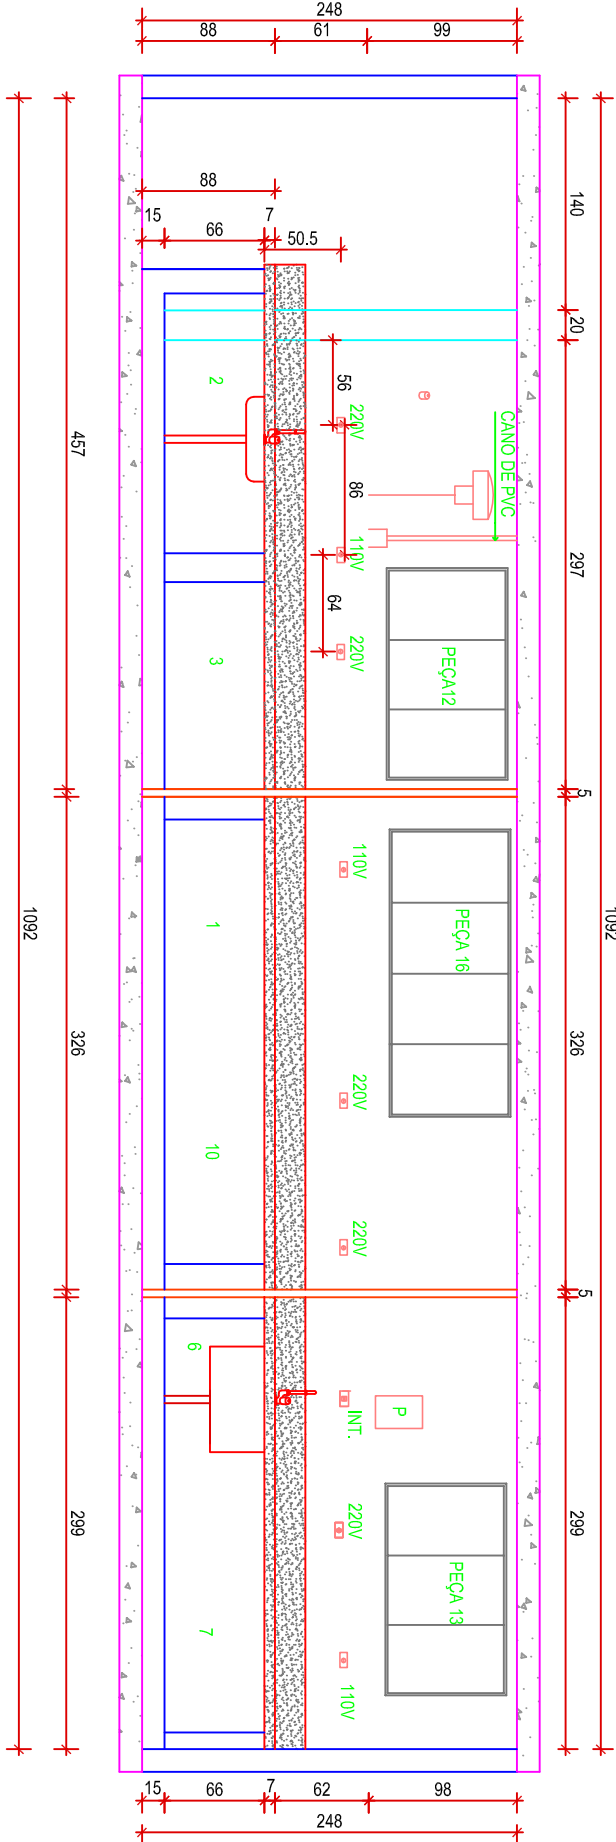 248
88
61
99
88
15
66
7
50.5
140
20
56
2
220V
CANO DE PVC
86
457
110V
297
64
3
220V
PEÇA12
5
110V
1
PEÇA 16
1092
1092
326
326
220V
10
220V
5
6
INT.
P
299
299
220V
PEÇA 13
7
110V
15
66
7
62
98
248